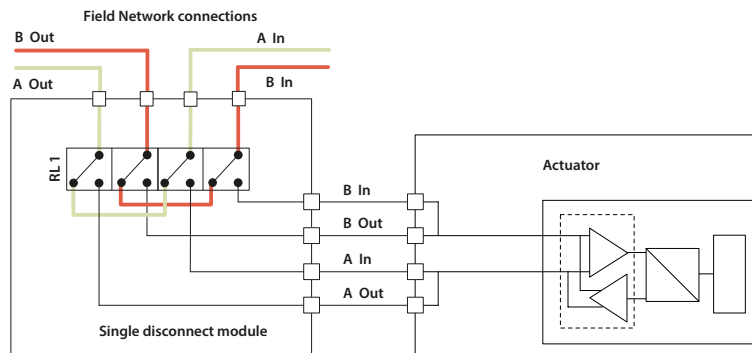 Field Network connections
B Out
A In
A Out
B In
RL 1
Actuator
B In
B Out
A In
A Out
Single disconnect module